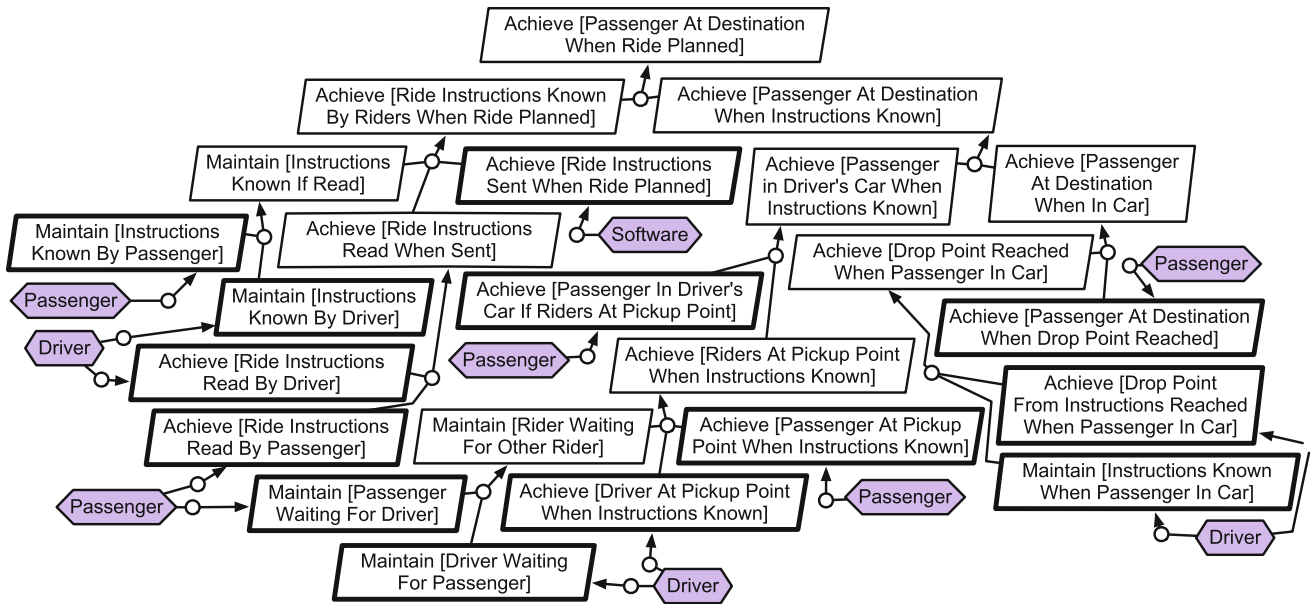 Achieve [Passenger At Destination
When Ride Planned]
Achieve [Ride Instructions Known
By Riders When Ride Planned]
Achieve [Passenger At Destination
When Instructions Known]
Maintain [Instructions
Known If Read]
Achieve [Ride Instructions
Sent When Ride Planned]
Achieve [Passenger
in Driver's Car When
Instructions Known]
Achieve [Passenger
At Destination
When In Car]
Maintain [Instructions
Known By Passenger]
Achieve [Ride Instructions
Read When Sent]
Software
Achieve [Drop Point Reached
When Passenger In Car]
Passenger
Passenger
Maintain [Instructions
Known By Driver]
Achieve [Passenger In Driver's
Car If Riders At Pickup Point]
Achieve [Passenger At Destination
When Drop Point Reached]
Driver
Achieve [Ride Instructions
Read By Driver]
Passenger
Achieve [Riders At Pickup Point
When Instructions Known]
Achieve [Drop Point
From Instructions Reached
When Passenger In Car]
Achieve [Ride Instructions
Read By Passenger]
Maintain [Rider Waiting
For Other Rider]
Achieve [Passenger At Pickup
Point When Instructions Known]
Maintain [Instructions Known
When Passenger In Car]
Passenger
Maintain [Passenger
Waiting For Driver]
Achieve [Driver At Pickup Point
When Instructions Known]
Passenger
Driver
Maintain [Driver Waiting
For Passenger]
Driver